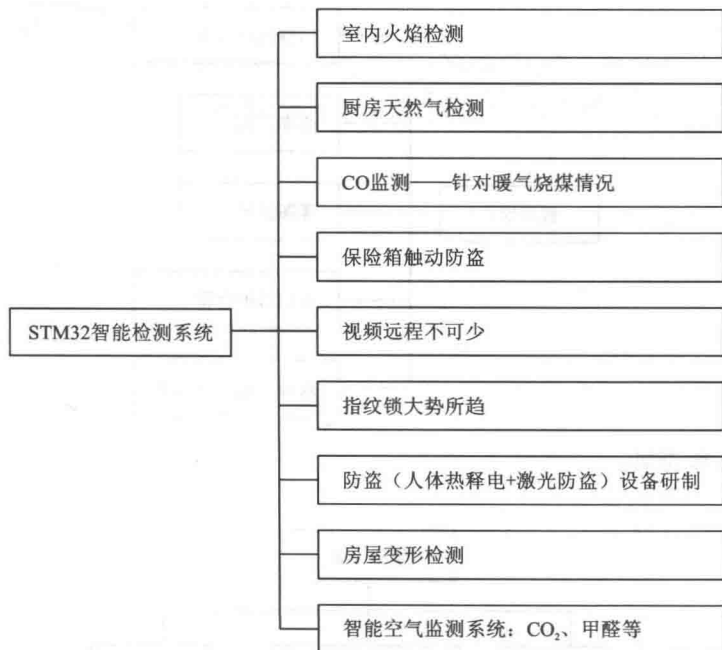 室内火焰检测
厨房天然气检测
CO监测——针对暖气烧煤情况
保险箱触动防盗
STM32智能检测系统
视频远程不可少
指纹锁大势所趋
防盗（人体热释电+激光防盗）设备研制
房屋变形检测
智能空气监测系统：CO₂、甲醛等